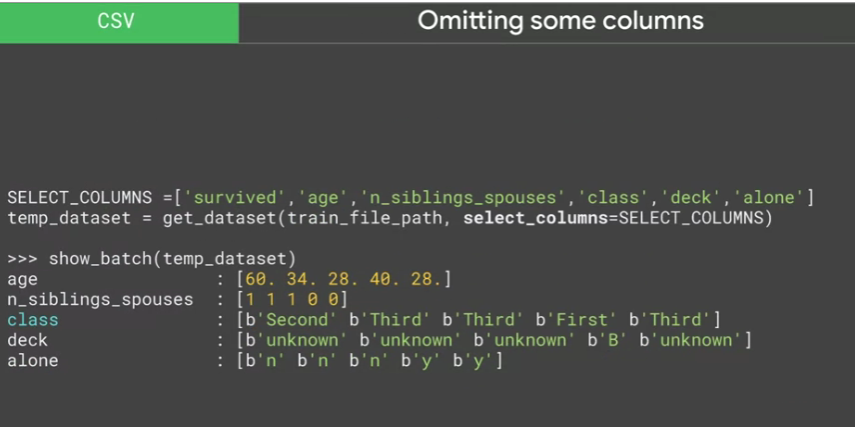 CSV
Omitting some columns
SELECT_COLUMNS =['survived','age','n_siblings_spouses','class','deck','alone']
temp_dataset = get_dataset(train_file_path, select_columns=SELECT_COLUMNS)
>>> show_batch(temp_dataset)
age : [60. 34. 28. 40. 28.]
n_siblings_spouses : [1 1 1 0 0]
class : [b'Second' b'Third' b'Third' b'First' b'Third']
deck : [b'unknown' b'unknown' b'unknown' b'B' b'unknown']
alone : [b'n' b'n' b'n' b'y' b'y']